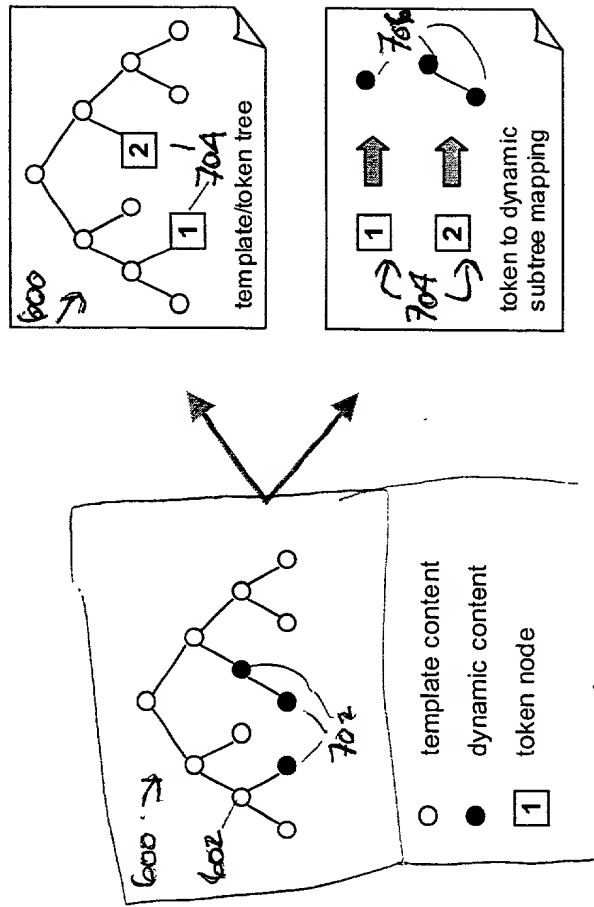 600
602
702
template content
dynamic content
1 token node
600
2
1
704
template/token tree
1
2
704
706
token to dynamic
subtree mapping